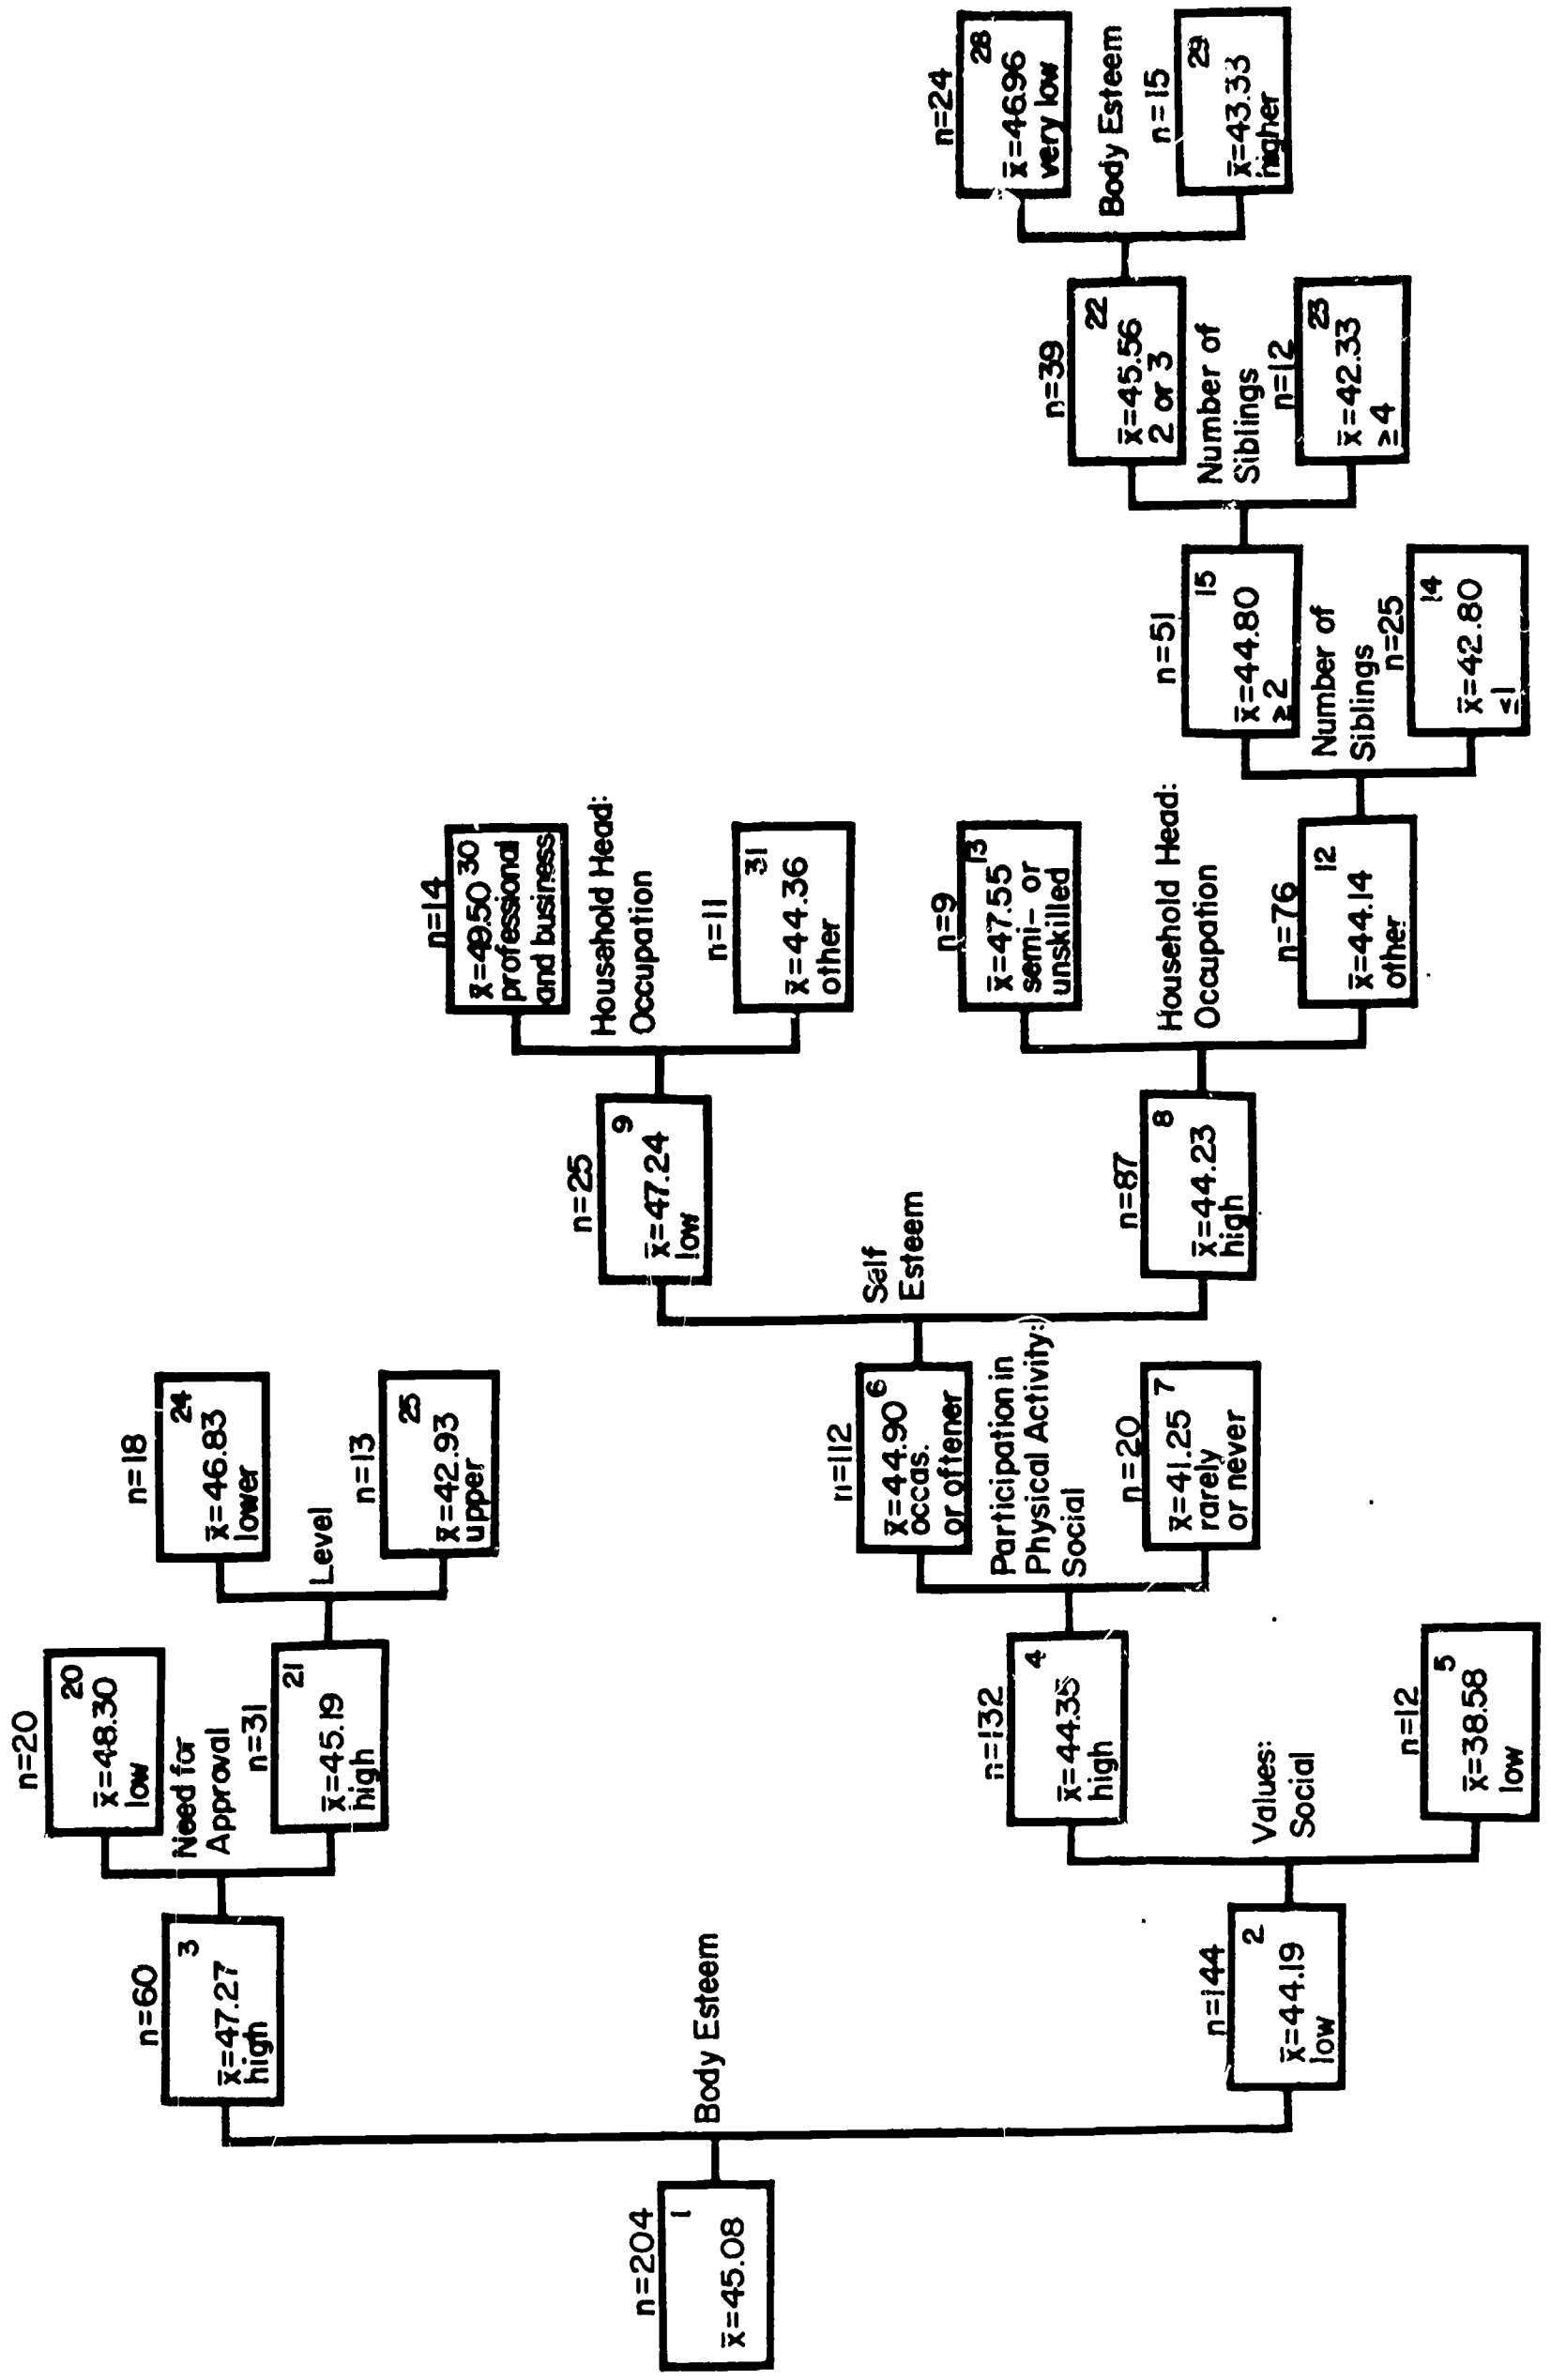 n=204
1
x̄=45.08
Body Esteem
n=60
3
x̄=47.27
high
n=144
2
x̄=44.19
low
Need for
Approval
n=20
20
x̄=48.30
low
n=31
21
x̄=45.19
high
Values:
Social
n=132
4
x̄=44.35
high
n=12
5
x̄=38.58
low
Level
n=18
24
x̄=46.83
lower
n=13
25
x̄=42.93
upper
Participation in
Physical Activity:
Social
n=112
6
x̄=44.90
occas.
or oftener
n=20
7
x̄=41.25
rarely
or never
Self
Esteem
n=25
9
x̄=47.24
low
n=87
8
x̄=44.23
high
Household Head:
Occupation
n=14
x̄=49.50 30
professional
and business
n=11
31
x̄=44.36
other
Household Head:
Occupation
n=9
13
x̄=47.55
semi- or
unskilled
n=76
12
x̄=44.14
other
Number of
Siblings
n=51
15
x̄=44.80
≥2
n=25
14
x̄=42.80
≤1
Number of
Siblings
n=39
22
x̄=45.56
2 or 3
n=12
23
x̄=42.33
≥4
Body Esteem
n=24
28
x̄=46.96
very low
n=15
29
x̄=43.33
higher